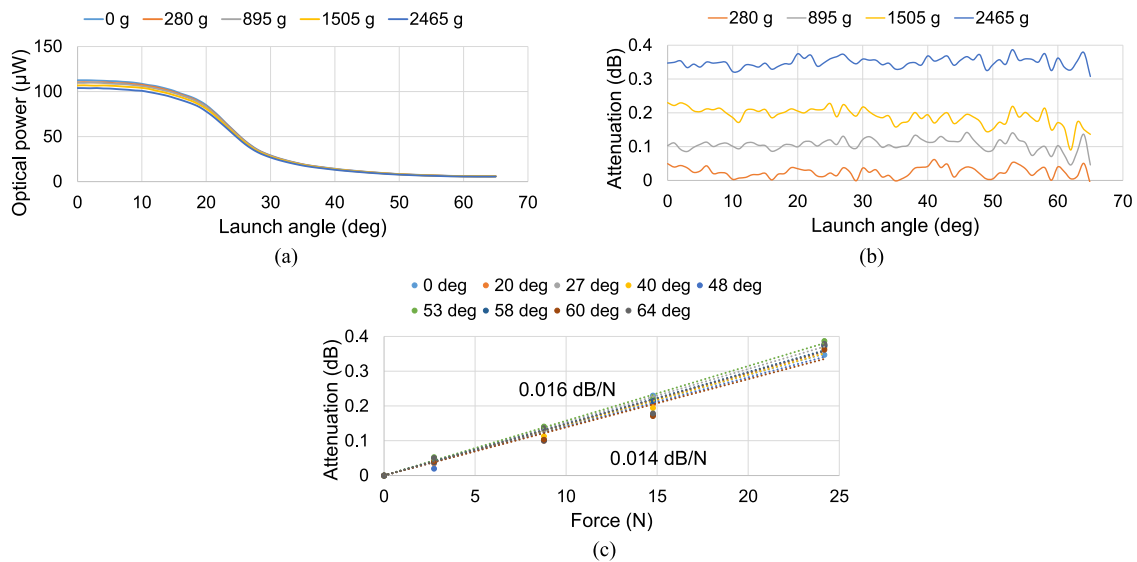 0 g 280 g 895 g 1505 g 2465 g
150
100
50
0
0 10 20 30 40 50 60 70
Optical power (µW)
Launch angle (deg)
(a)
280 g 895 g 1505 g 2465 g
0.4
0.3
0.2
0.1
0
0 10 20 30 40 50 60 70
Attenuation (dB)
Launch angle (deg)
(b)
0 deg 20 deg 27 deg 40 deg 48 deg
53 deg 58 deg 60 deg 64 deg
0.4
0.3
0.2
0.1
0
0 5 10 15 20 25
Attenuation (dB)
0.016 dB/N
0.014 dB/N
Force (N)
(c)